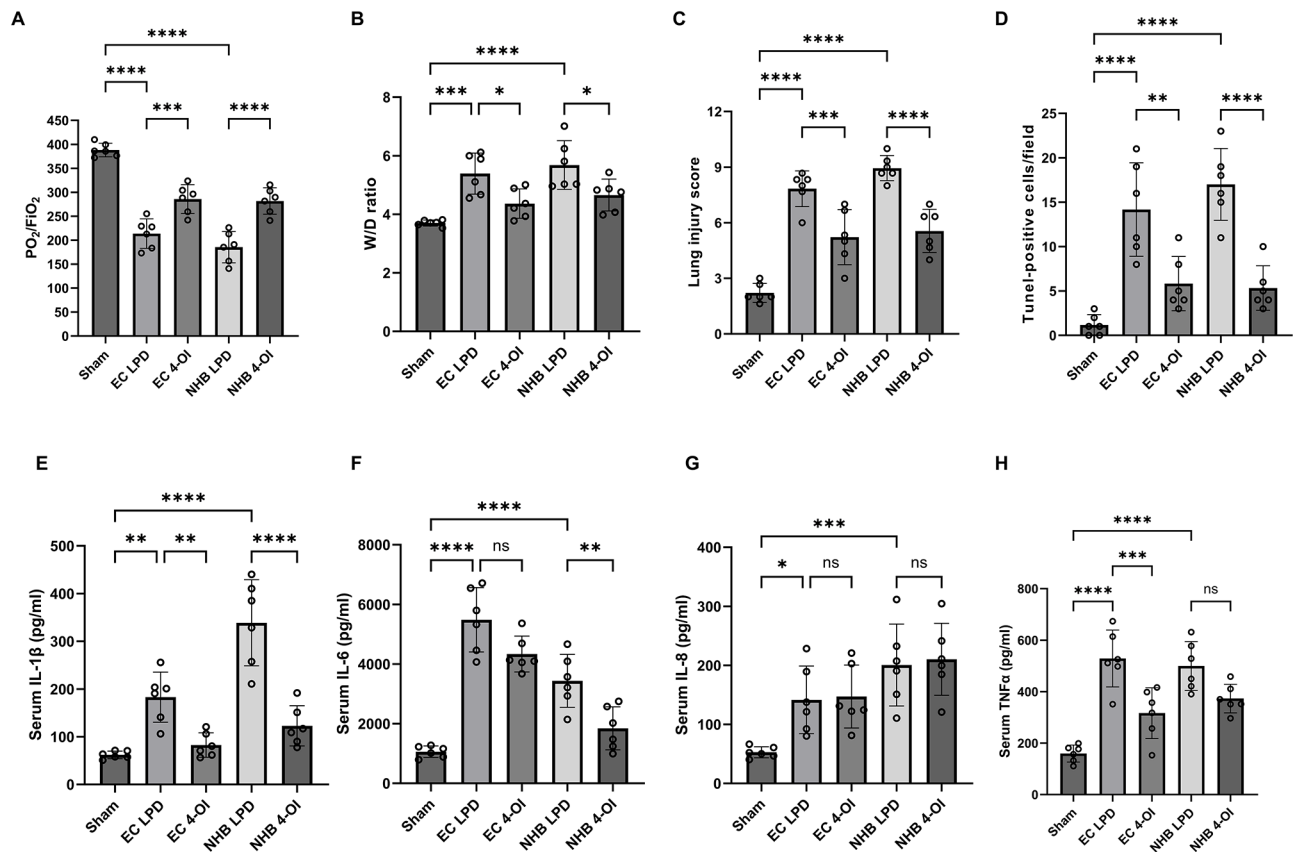 A
****
****
***
****
PO2/FiO2
450
400
350
300
250
200
150
100
50
0
Sham
EC LPD
EC 4-OI
NHB LPD
NHB 4-OI
B
****
***
*
*
W/D ratio
8
6
4
2
0
Sham
EC LPD
EC 4-OI
NHB LPD
NHB 4-OI
C
****
****
***
****
Lung injury score
12
9
6
3
0
Sham
EC LPD
EC 4-OI
NHB LPD
NHB 4-OI
D
****
****
**
****
Tunel-positive cells/field
25
20
15
10
5
0
Sham
EC LPD
EC 4-OI
NHB LPD
NHB 4-OI
E
****
**
**
****
Serum IL-1β (pg/ml)
500
400
300
200
100
0
Sham
EC LPD
EC 4-OI
NHB LPD
NHB 4-OI
F
****
****
ns
**
Serum IL-6 (pg/ml)
8000
6000
4000
2000
0
Sham
EC LPD
EC 4-OI
NHB LPD
NHB 4-OI
G
***
*
ns
ns
Serum IL-8 (pg/ml)
400
300
200
100
0
Sham
EC LPD
EC 4-OI
NHB LPD
NHB 4-OI
H
****
***
****
ns
Serum TNFα (pg/ml)
800
600
400
200
0
Sham
EC LPD
EC 4-OI
NHB LPD
NHB 4-OI